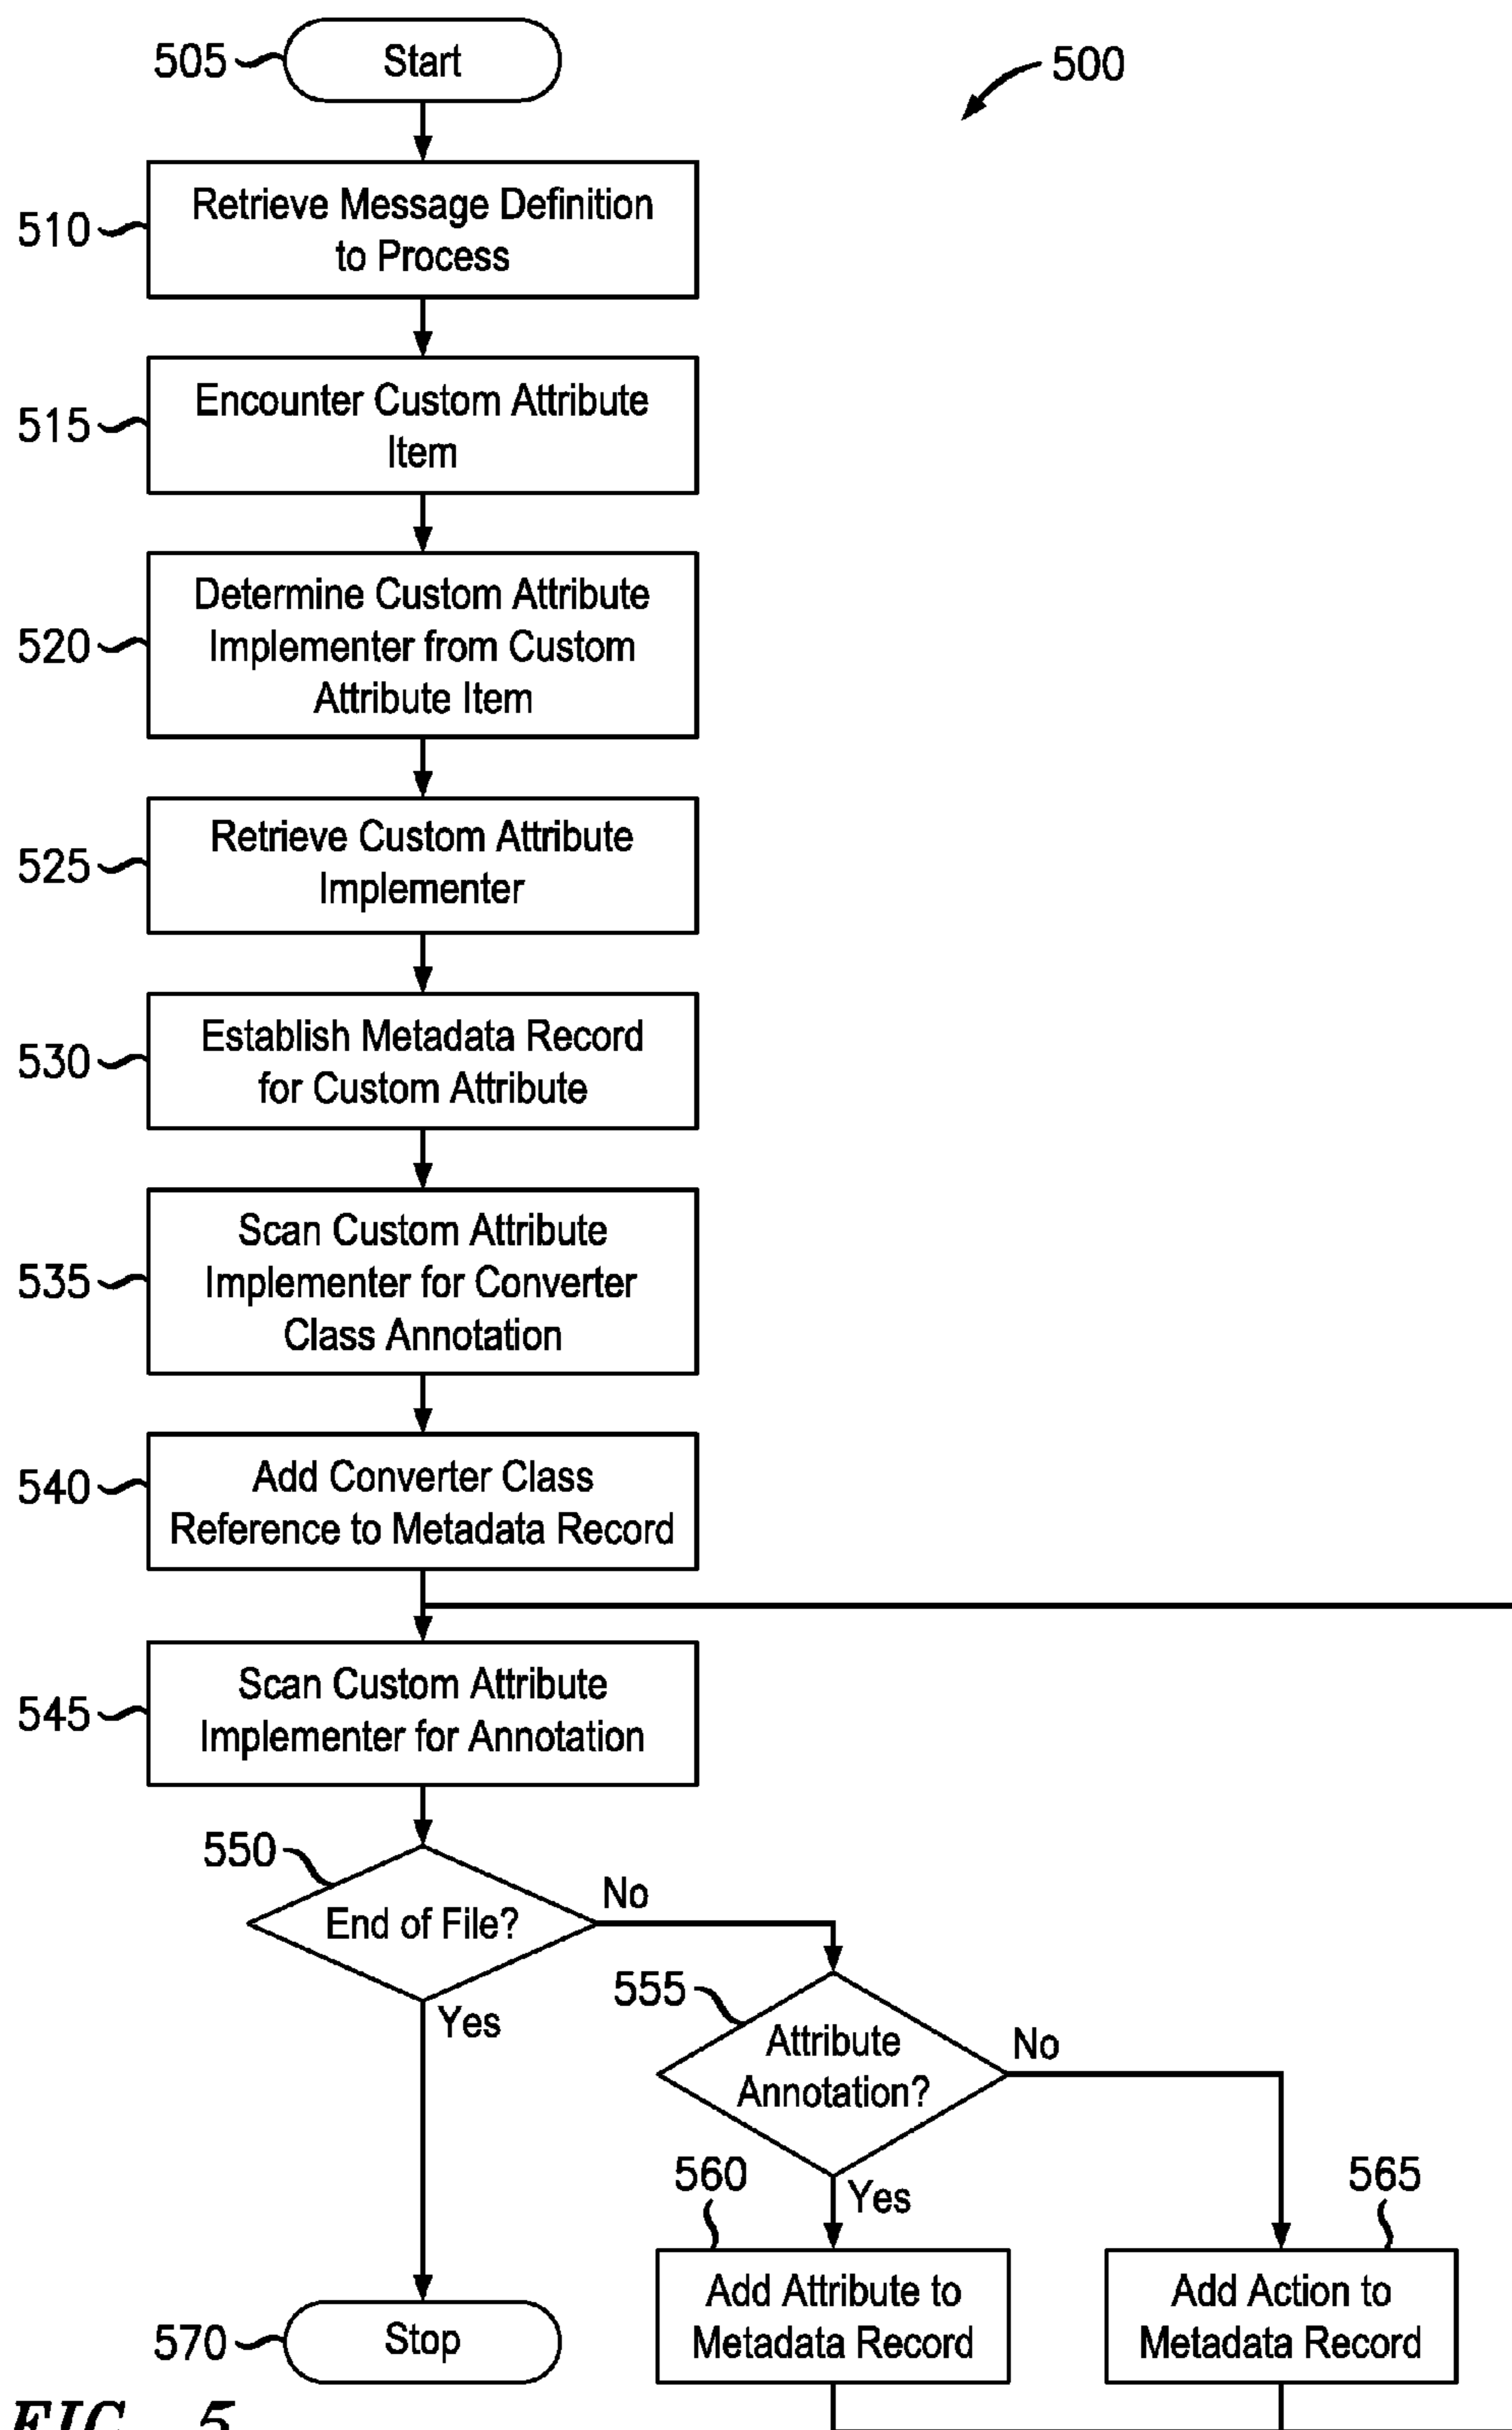 505
Start
500
510
Retrieve Message Definition
to Process
515
Encounter Custom Attribute
Item
520
Determine Custom Attribute
Implementer from Custom
Attribute Item
525
Retrieve Custom Attribute
Implementer
530
Establish Metadata Record
for Custom Attribute
535
Scan Custom Attribute
Implementer for Converter
Class Annotation
540
Add Converter Class
Reference to Metadata Record
545
Scan Custom Attribute
Implementer for Annotation
550
End of File?
No
Yes
555
Attribute
Annotation?
No
Yes
560
Add Attribute to
Metadata Record
565
Add Action to
Metadata Record
570
Stop
FIG. 5